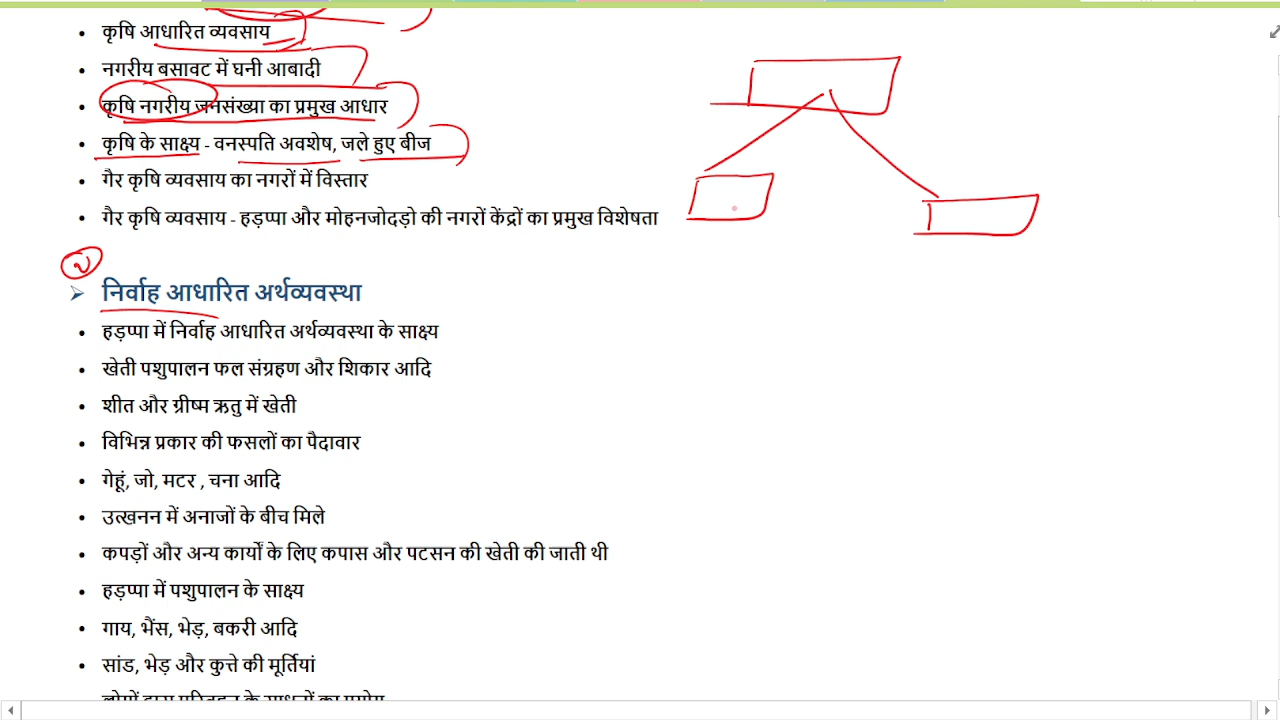 • कृषि आधारित व्यवसाय
• नगरीय बसावट में घनी आबादी
• कृषि नगरीय जनसंख्या का प्रमुख आधार
• कृषि के साक्ष्य - वनस्पति अवशेष, जले हुए बीज
• गैर कृषि व्यवसाय का नगरों में विस्तार
• गैर कृषि व्यवसाय - हड़प्पा और मोहनजोदड़ो की नगरों केंद्रों का प्रमुख विशेषता
➢ निर्वाह आधारित अर्थव्यवस्था
• हड़प्पा में निर्वाह आधारित अर्थव्यवस्था के साक्ष्य
• खेती पशुपालन फल संग्रहण और शिकार आदि
• शीत और ग्रीष्म ऋतु में खेती
• विभिन्न प्रकार की फसलों का पैदावार
• गेहूं, जो, मटर , चना आदि
• उत्खनन में अनाजों के बीच मिले
• कपड़ों और अन्य कार्यों के लिए कपास और पटसन की खेती की जाती थी
• हड़प्पा में पशुपालन के साक्ष्य
• गाय, भैंस, भेड़, बकरी आदि
• सांड, भेड़ और कुत्ते की मूर्तियां